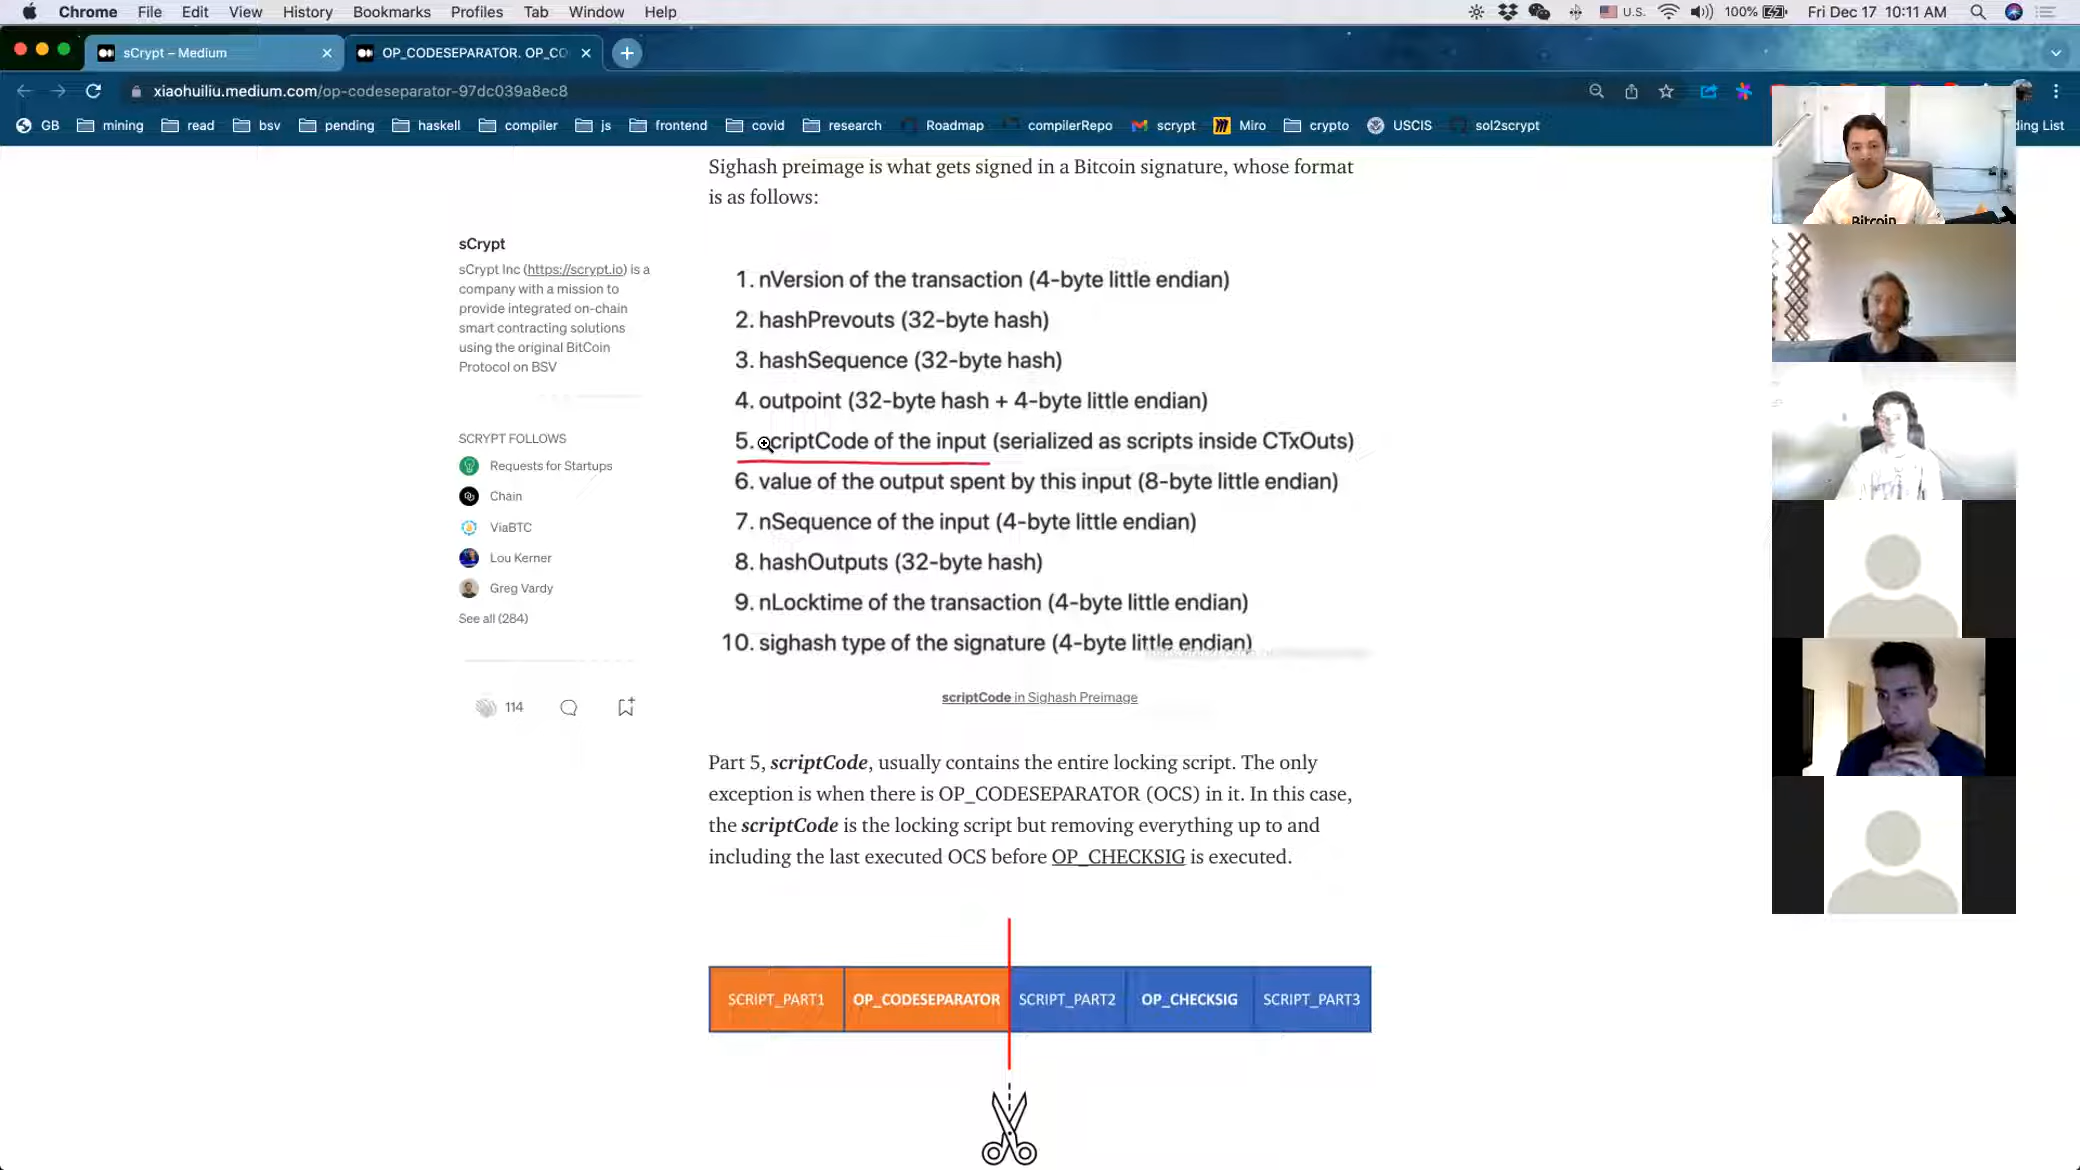 Chrome File Edit View History Bookmarks Profiles Tab Window Help
U.S. 100% Fri Dec 17 10:11 AM
sCrypt – Medium
OP_CODESEPARATOR. OP_CO
xiaohuiliu.medium.com/op-codeseparator-97dc039a8ec8
GB mining read bsv pending haskell compiler js frontend covid research Roadmap compilerRepo scrypt Miro crypto USCIS sol2scrypt ding List
Sighash preimage is what gets signed in a Bitcoin signature, whose format
is as follows:
sCrypt
sCrypt Inc (https://scrypt.io) is a
company with a mission to
provide integrated on-chain
smart contracting solutions
using the original BitCoin
Protocol on BSV
SCRYPT FOLLOWS
Requests for Startups
Chain
ViaBTC
Lou Kerner
Greg Vardy
See all (284)
114
1. nVersion of the transaction (4-byte little endian)
2. hashPrevouts (32-byte hash)
3. hashSequence (32-byte hash)
4. outpoint (32-byte hash + 4-byte little endian)
5. criptCode of the input (serialized as scripts inside CTxOuts)
6. value of the output spent by this input (8-byte little endian)
7. nSequence of the input (4-byte little endian)
8. hashOutputs (32-byte hash)
9. nLocktime of the transaction (4-byte little endian)
10. sighash type of the signature (4-byte little endian)
scriptCode in Sighash Preimage
Part 5, scriptCode, usually contains the entire locking script. The only
exception is when there is OP_CODESEPARATOR (OCS) in it. In this case,
the scriptCode is the locking script but removing everything up to and
including the last executed OCS before OP_CHECKSIG is executed.
SCRIPT_PART1 OP_CODESEPARATOR SCRIPT_PART2 OP_CHECKSIG SCRIPT_PART3
Bitcoin